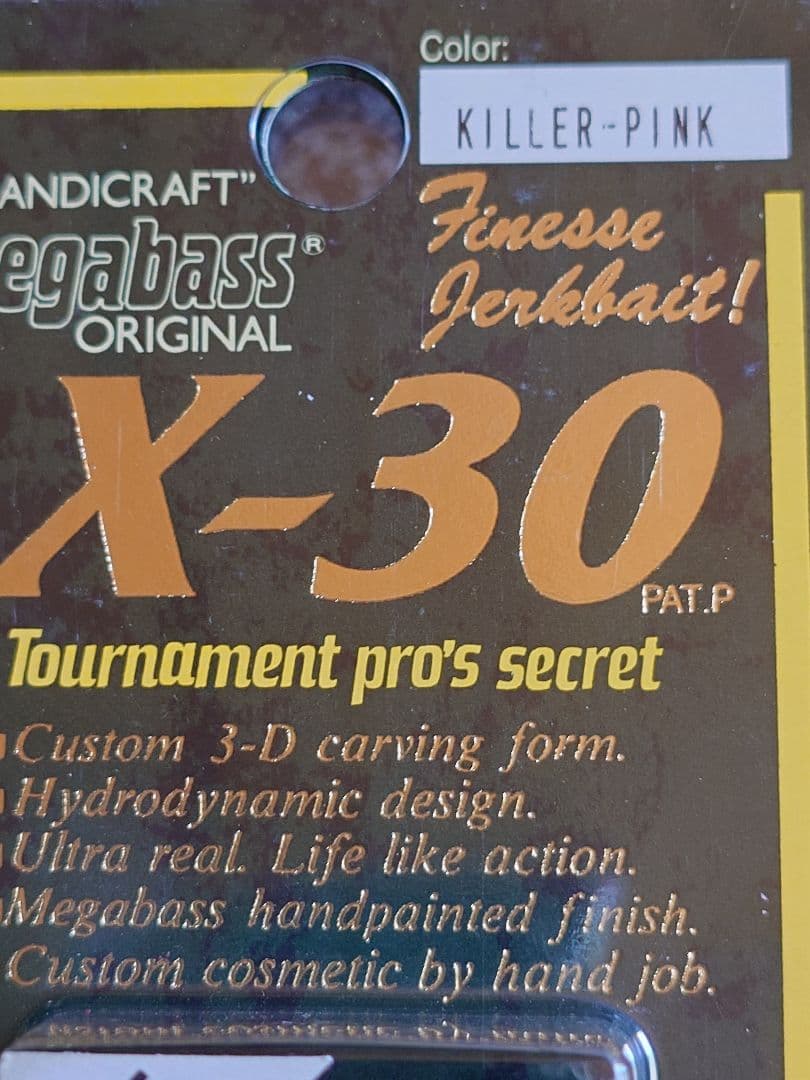 Color:
KILLER-PINK
ANDICRAFT"
egabass®
ORIGINAL
Finesse
Jerkbait!
X-30
PAT.P
Tournament pro's secret
Custom 3-D carving form.
Hydrodynamic design.
Ultra real. Life like action.
Megabass handpainted finish.
Custom cosmetic by hand job.